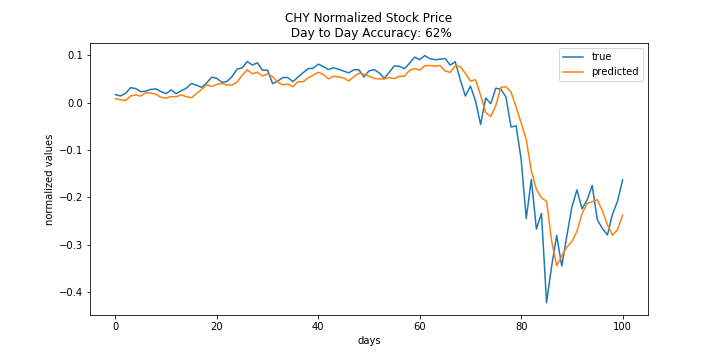 CHY Normalized Stock Price
Day to Day Accuracy: 62%
true
predicted
normalized values
0.1
0.0
−0.1
−0.2
−0.3
−0.4
0
20
40
60
80
100
days